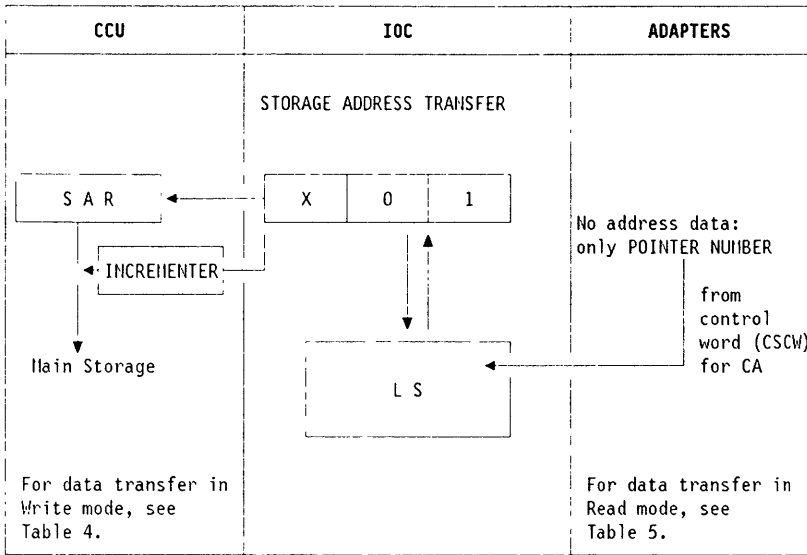 CCU IOC ADAPTERS
STORAGE ADDRESS TRANSFER
S A R
X 0 1
No address data:
only POINTER NUMBER
INCREMENTER
from
control
word (CSCW)
for CA
Main Storage
L S
For data transfer in
Write mode, see
Table 4.
For data transfer in
Read mode, see
Table 5.